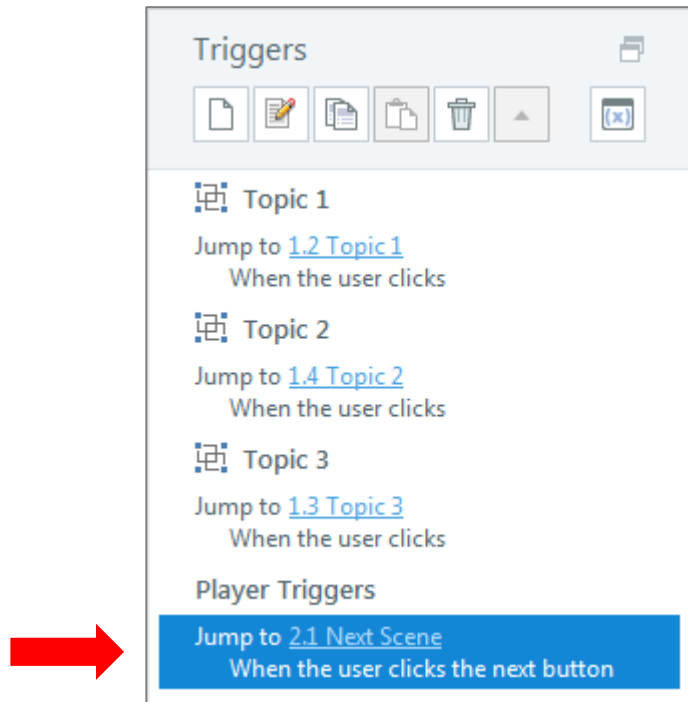 Triggers
(x)
Topic 1
Jump to 1.2 Topic 1
When the user clicks
Topic 2
Jump to 1.4 Topic 2
When the user clicks
Topic 3
Jump to 1.3 Topic 3
When the user clicks
Player Triggers
Jump to 2.1 Next Scene
When the user clicks the next button